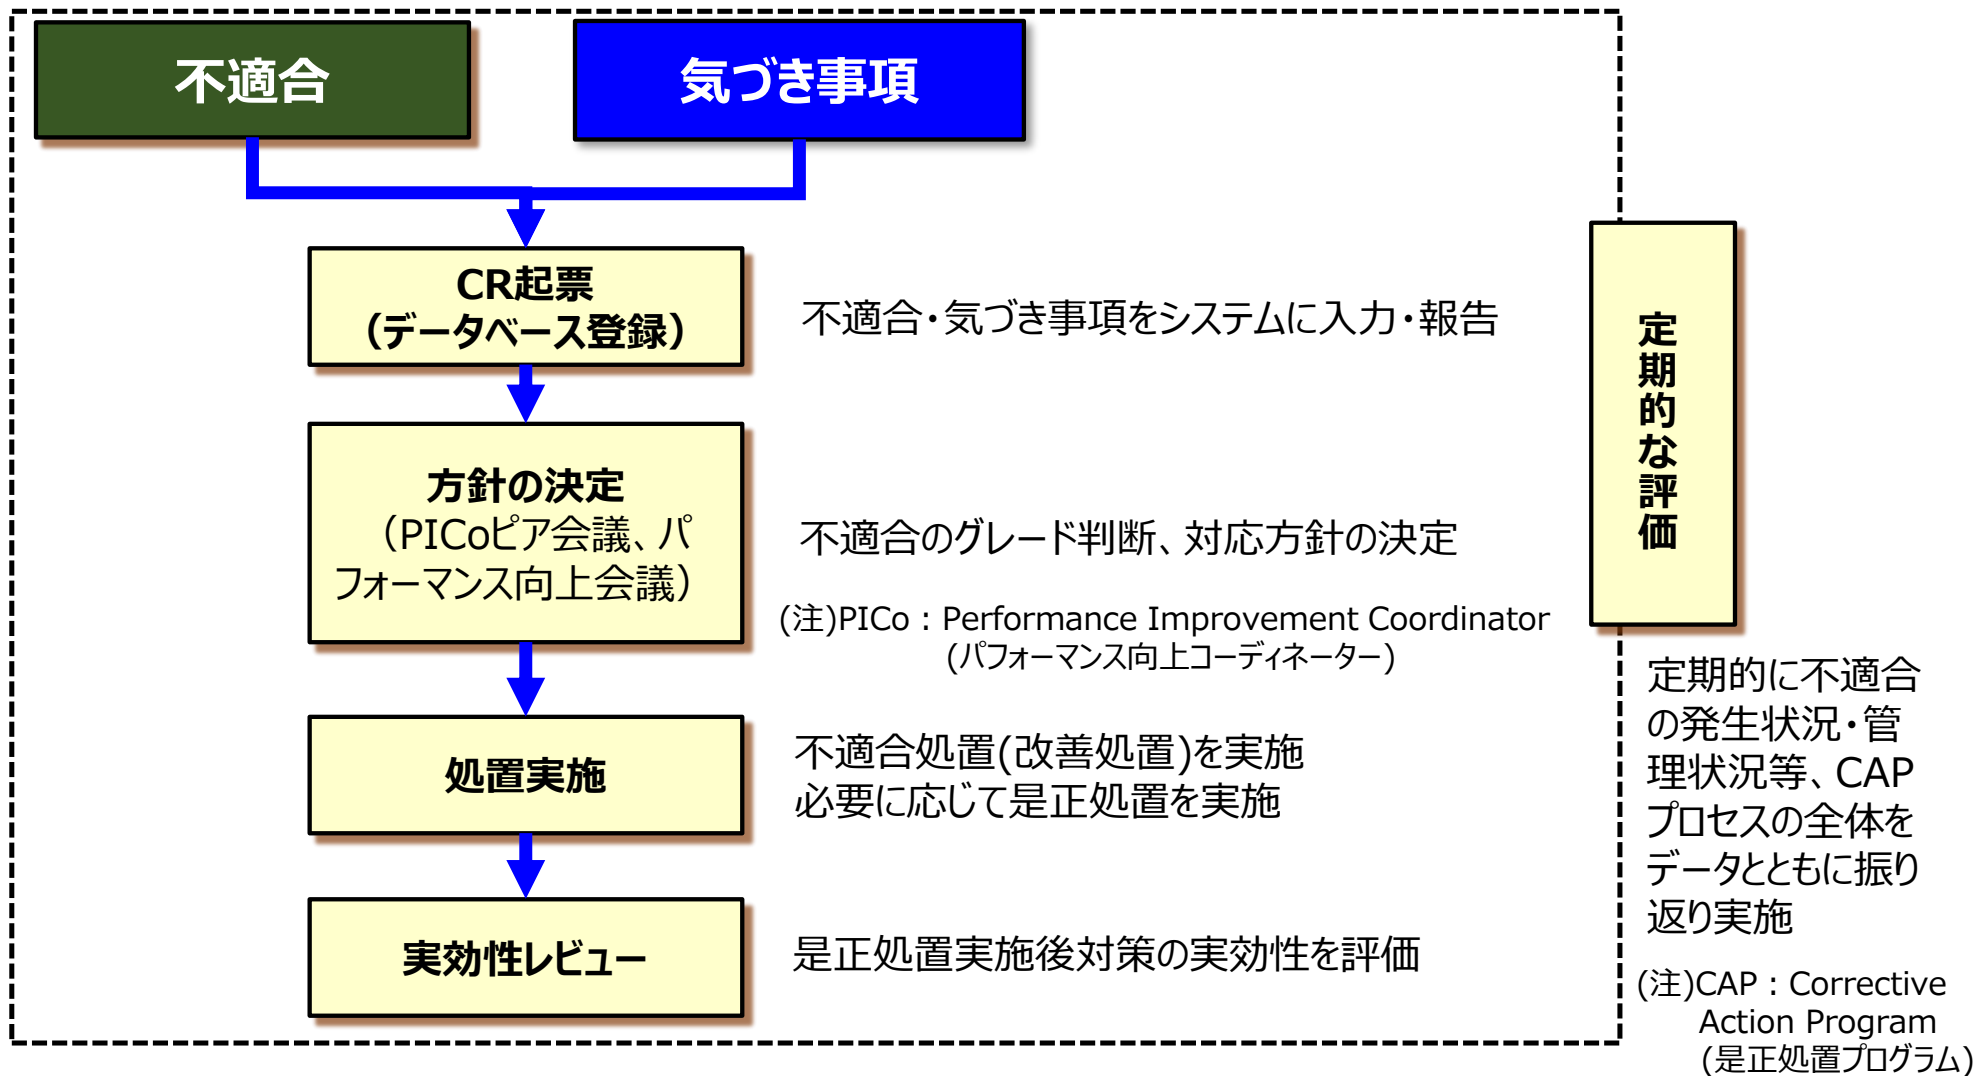 不適合
気づき事項
CR起票
（データベース登録）
不適合・気づき事項をシステムに入力・報告
方針の決定
（PICoピア会議、パ
フォーマンス向上会議）
不適合のグレード判断、対応方針の決定
(注)PICo：Performance Improvement Coordinator
(パフォーマンス向上コーディネーター)
処置実施
不適合処置(改善処置)を実施
必要に応じて是正処置を実施
実効性レビュー
是正処置実施後対策の実効性を評価
定期的な評価
定期的に不適合
の発生状況・管
理状況等、CAP
プロセスの全体を
データとともに振り
返り実施
(注)CAP：Corrective
Action Program
(是正処置プログラム)